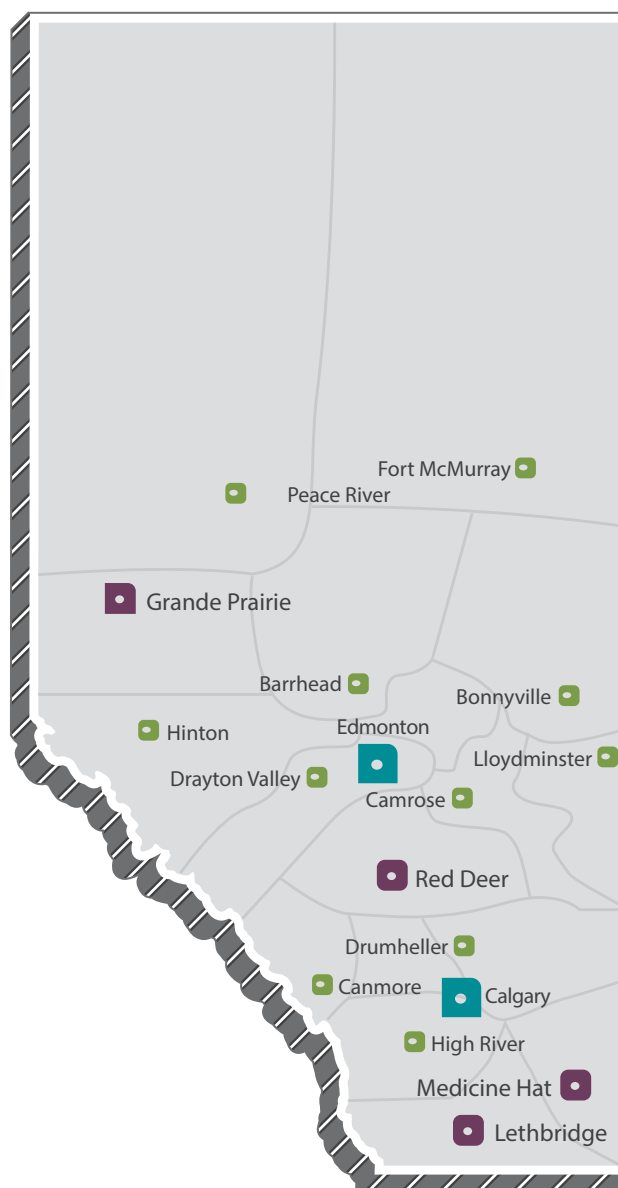 Fort McMurray
Peace River
Grande Prairie
Barrhead
Bonnyville
Edmonton
Hinton
Lloydminster
Drayton Valley
Camrose
Red Deer
Drumheller
Canmore
Calgary
High River
Medicine Hat
Lethbridge